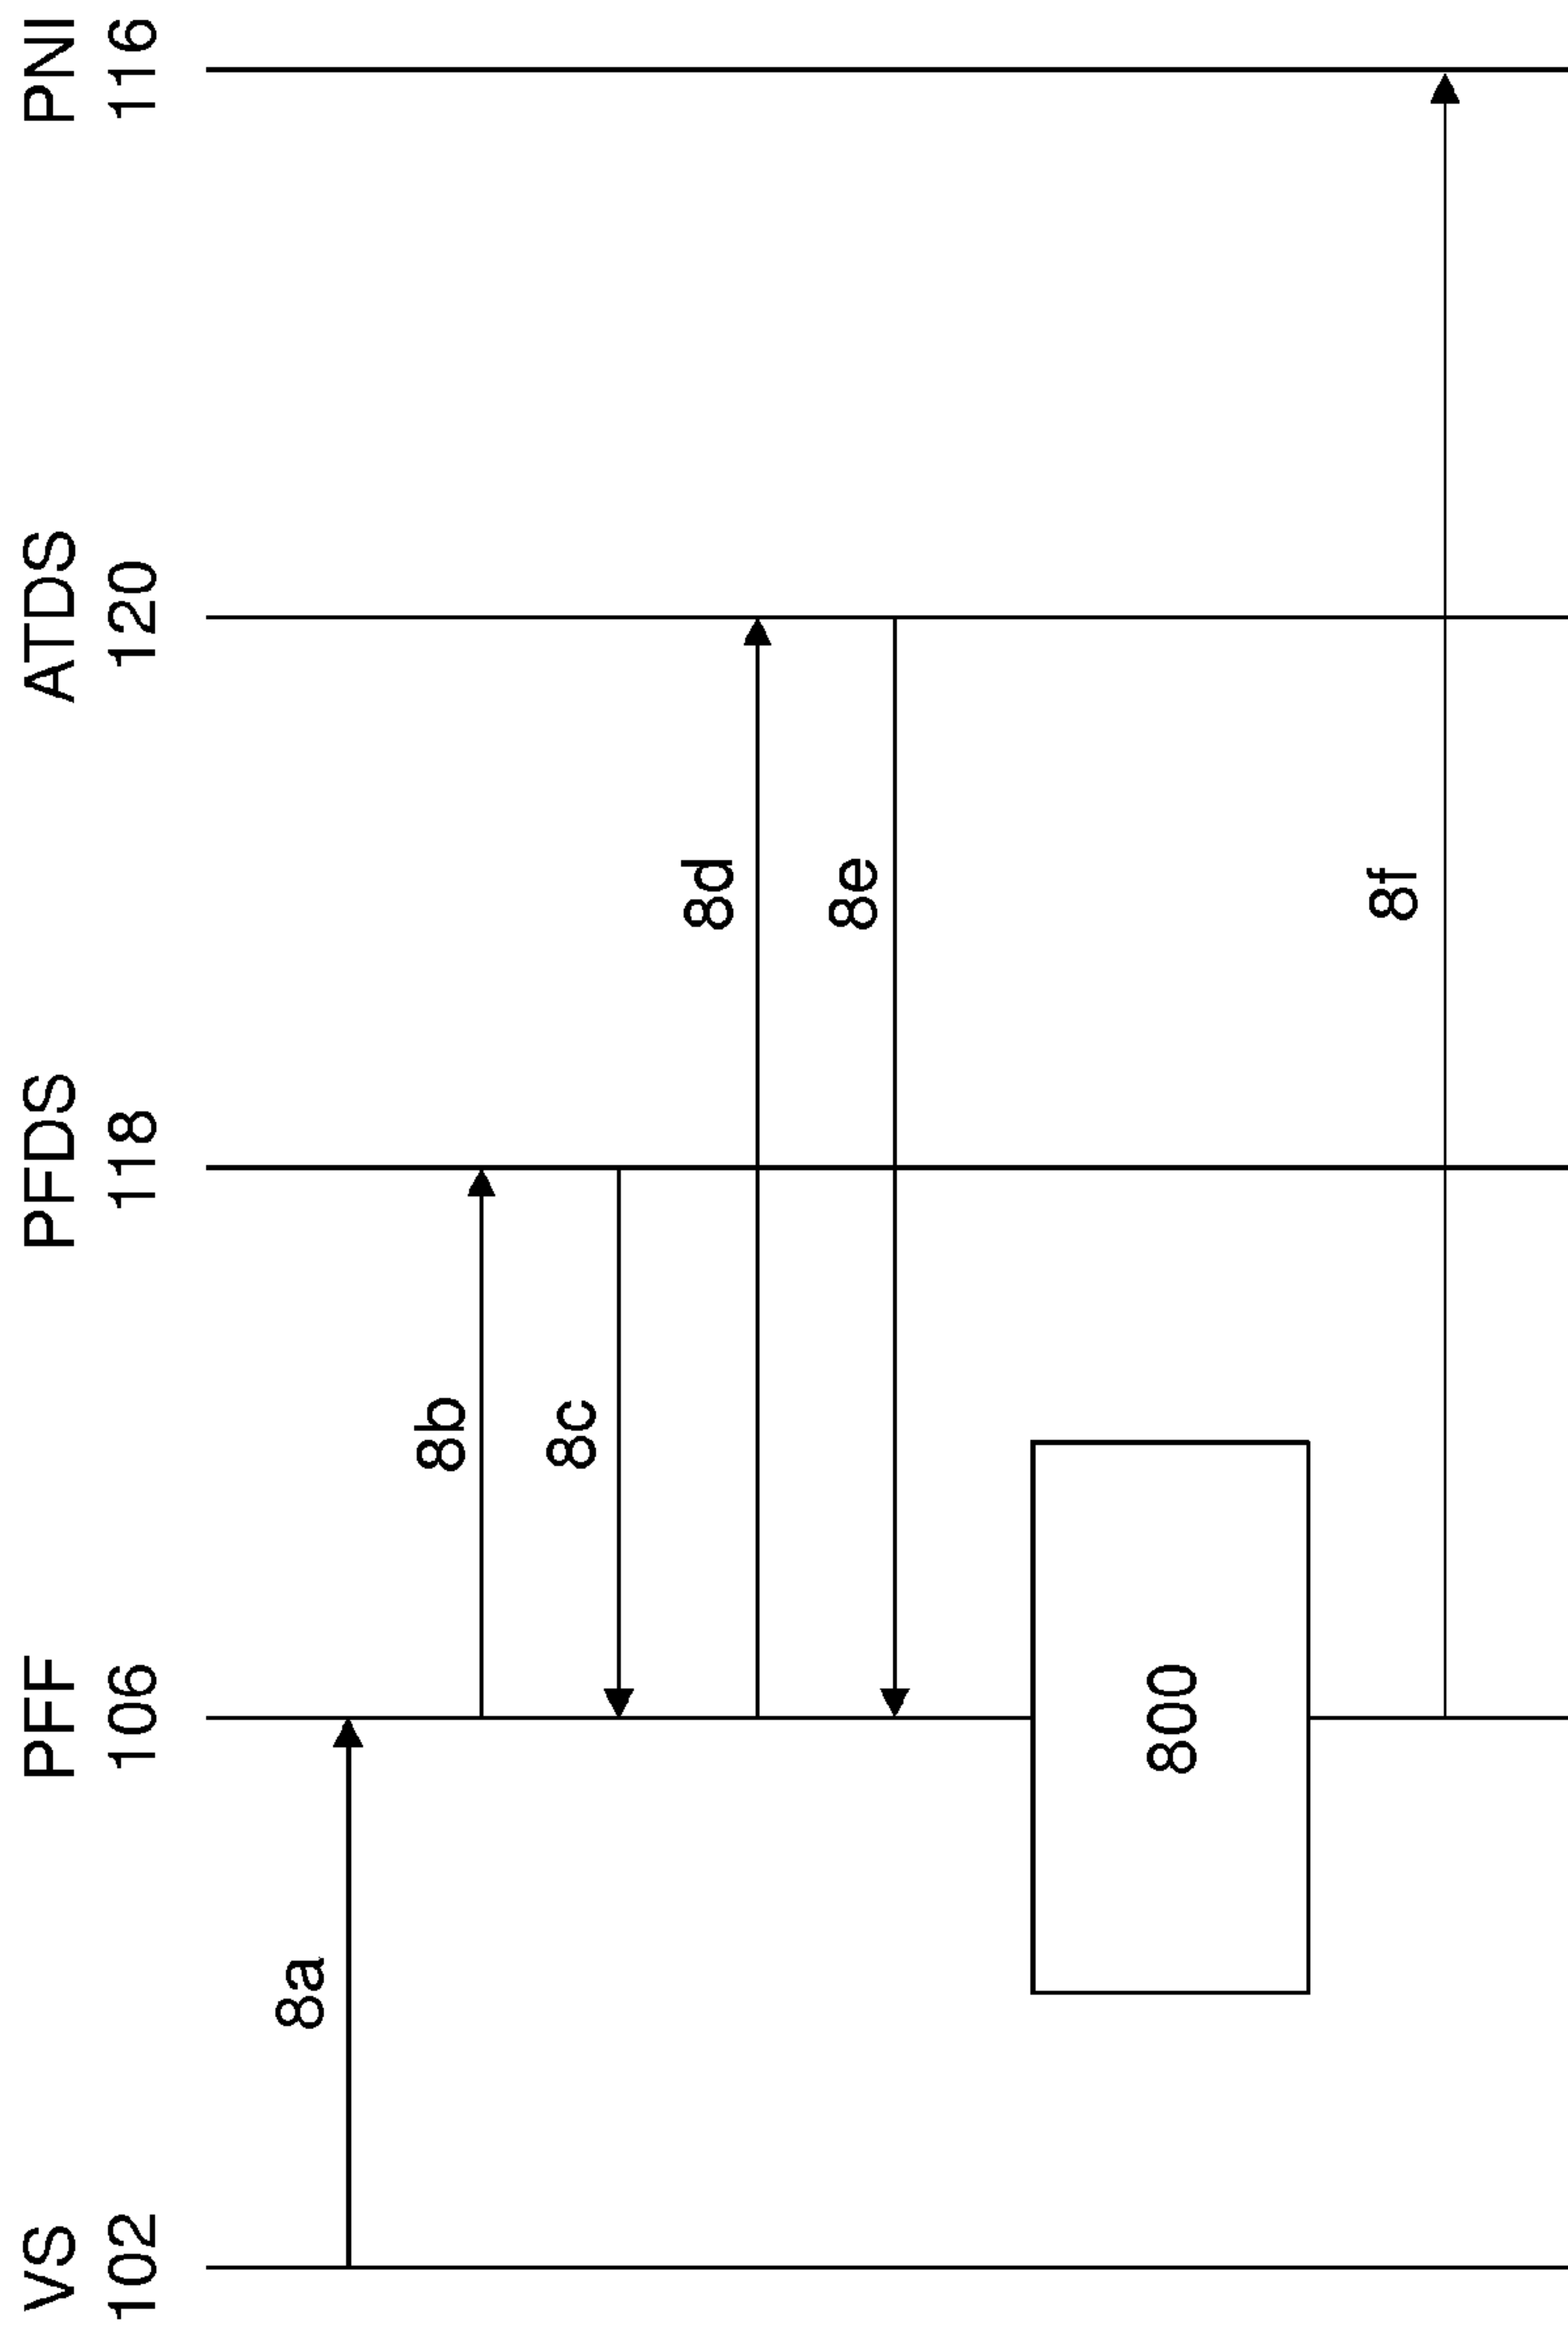 VS
102
PFF
106
PFDS
118
ATDS
120
PNI
116
8a
8b
8c
8d
8e
800
8f